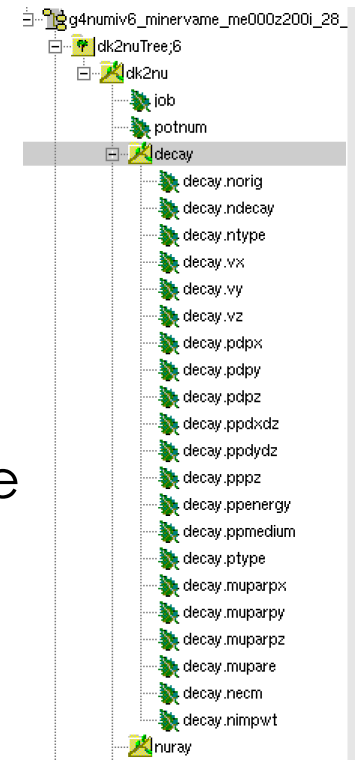 g4numiv6_minervame_me000z200i_28_
dk2nuTree;6
dk2nu
job
potnum
decay
decay.norig
decay.ndecay
decay.ntype
decay.vx
decay.vy
decay.vz
decay.pdpx
decay.pdpy
decay.pdpz
decay.ppdxdz
decay.ppdydz
e
decay.pppz
decay.ppenergy
decay.ppmedium
decay.ptype
decay.muparpx
decay.muparpy
decay.muparpz
decay.mupare
decay.necm
decay.nimpwt
nuray